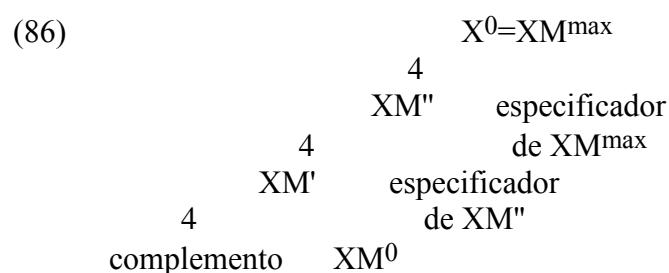 (86) X⁰=XMᵐᵃˣ
4
XM" especificador
4 de XMᵐᵃˣ
XM' especificador
4 de XM"
complemento XM⁰